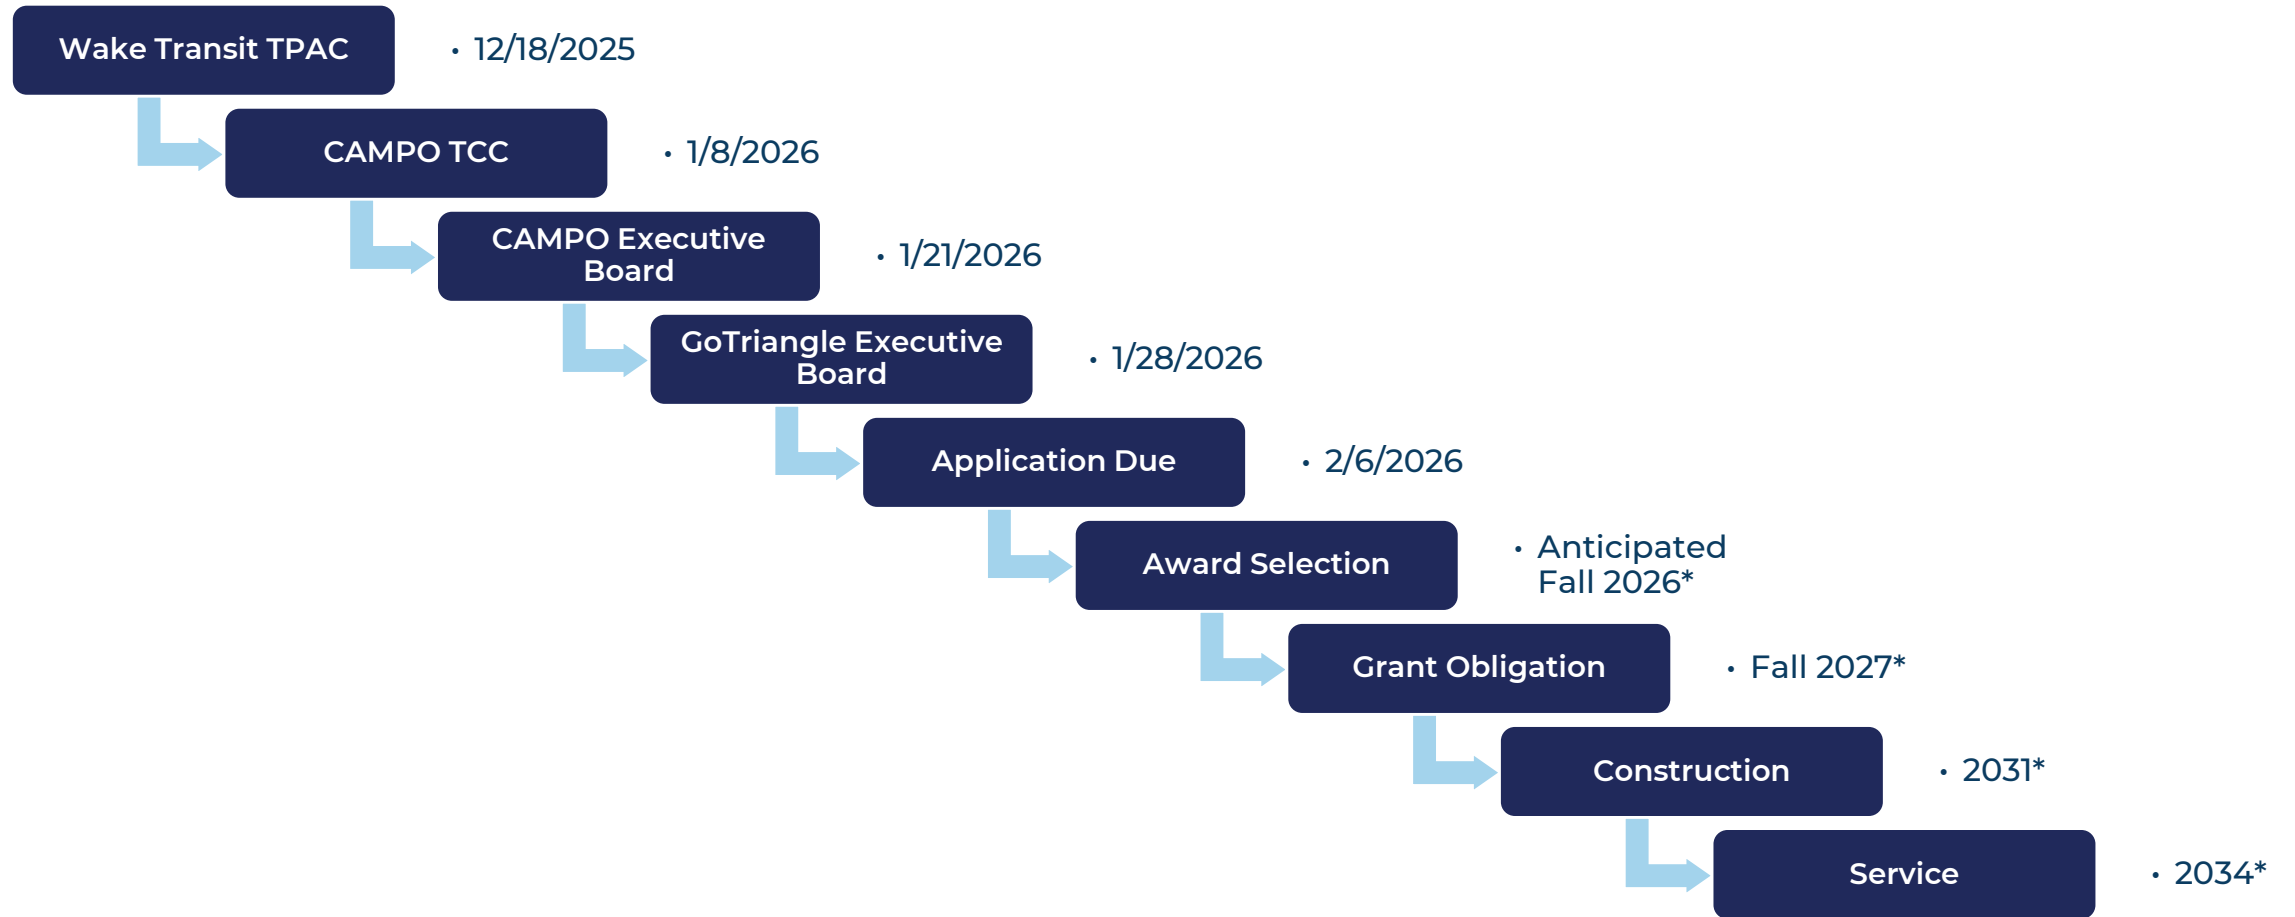 Wake Transit TPAC
• 12/18/2025
CAMPO TCC
• 1/8/2026
CAMPO Executive
Board
• 1/21/2026
GoTriangle Executive
Board
• 1/28/2026
Application Due
• 2/6/2026
Award Selection
• Anticipated
Fall 2026*
Grant Obligation
• Fall 2027*
Construction
• 2031*
Service
• 2034*